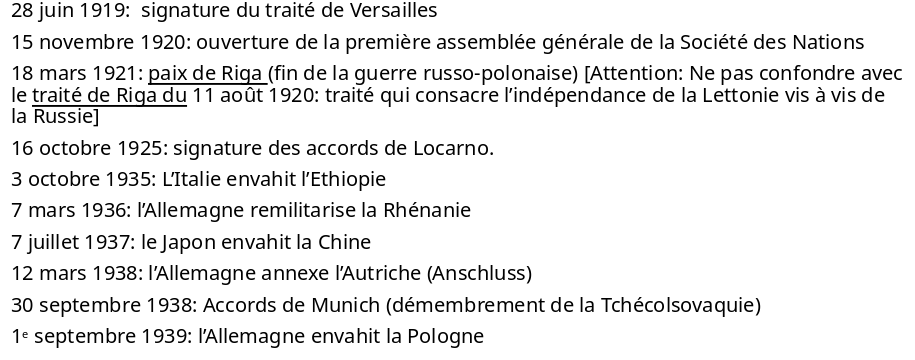 28 juin 1919:  signature du traité de Versailles
15 novembre 1920: ouverture de la première assemblée générale de la Société des Nations
18 mars 1921: paix de Riga (fin de la guerre russo-polonaise) [Attention: Ne pas confondre avec
le traité de Riga du 11 août 1920: traité qui consacre l’indépendance de la Lettonie vis à vis de
la Russie]
16 octobre 1925: signature des accords de Locarno.
3 octobre 1935: L’Italie envahit l’Ethiopie
7 mars 1936: l’Allemagne remilitarise la Rhénanie
7 juillet 1937: le Japon envahit la Chine
12 mars 1938: l’Allemagne annexe l’Autriche (Anschluss)
30 septembre 1938: Accords de Munich (démembrement de la Tchécolsovaquie)
1ᵉ septembre 1939: l’Allemagne envahit la Pologne